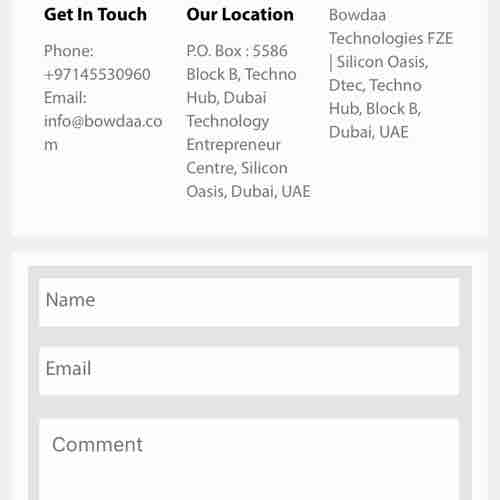 Get In Touch
Phone:
+97145530960
Email:
info@bowdaa.co
m
Our Location
P.O. Box : 5586
Block B, Techno
Hub, Dubai
Technology
Entrepreneur
Centre, Silicon
Oasis, Dubai, UAE
Bowdaa
Technologies FZE
| Silicon Oasis,
Dtec, Techno
Hub, Block B,
Dubai, UAE
Name
Email
Comment